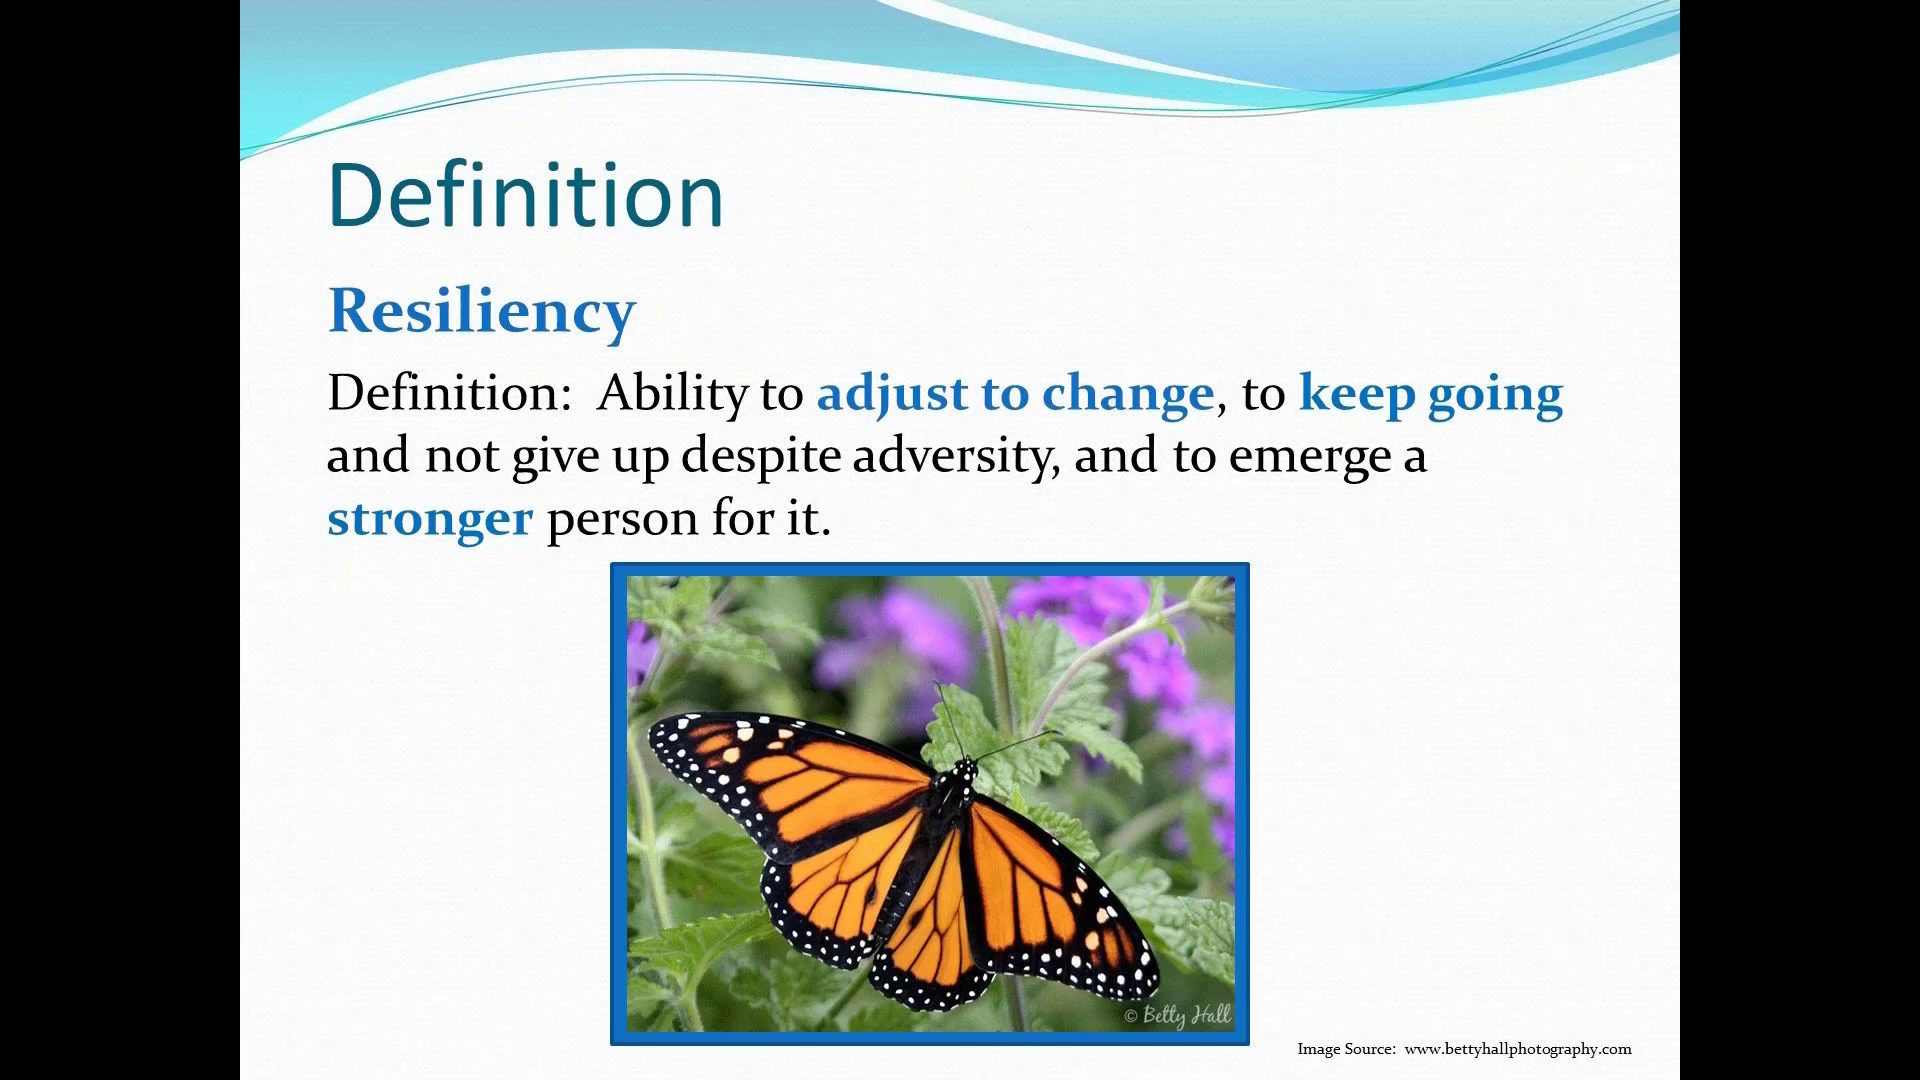 Definition
Resiliency
Definition:  Ability to adjust to change, to keep going
and not give up despite adversity, and to emerge a
stronger person for it.
© Betty Hall
Image Source:  www.bettyhallphotography.com